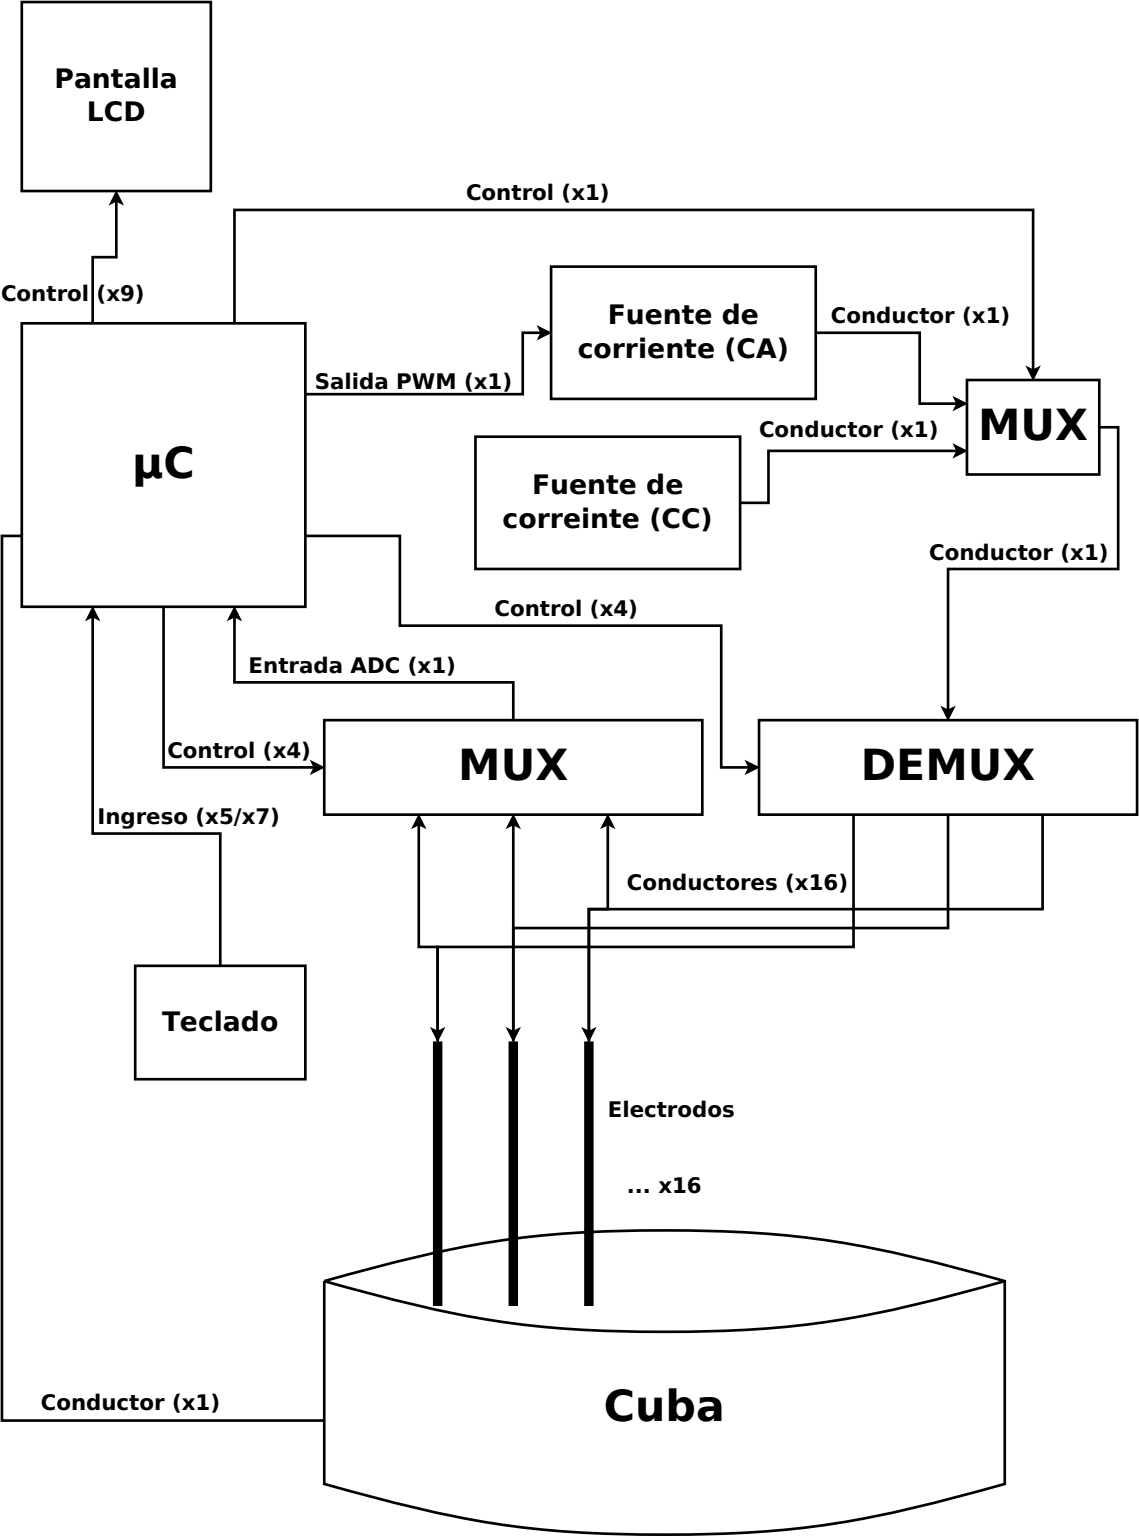 Pantalla
LCD
Control (x1)
Control (x9)
Fuente de
corriente (CA)
Conductor (x1)
Salida PWM (x1)
MUX
Conductor (x1)
µC
Fuente de
correinte (CC)
Conductor (x1)
Control (x4)
Entrada ADC (x1)
Control (x4)
MUX
DEMUX
Ingreso (x5/x7)
Conductores (x16)
Teclado
Electrodos
... x16
Conductor (x1)
Cuba